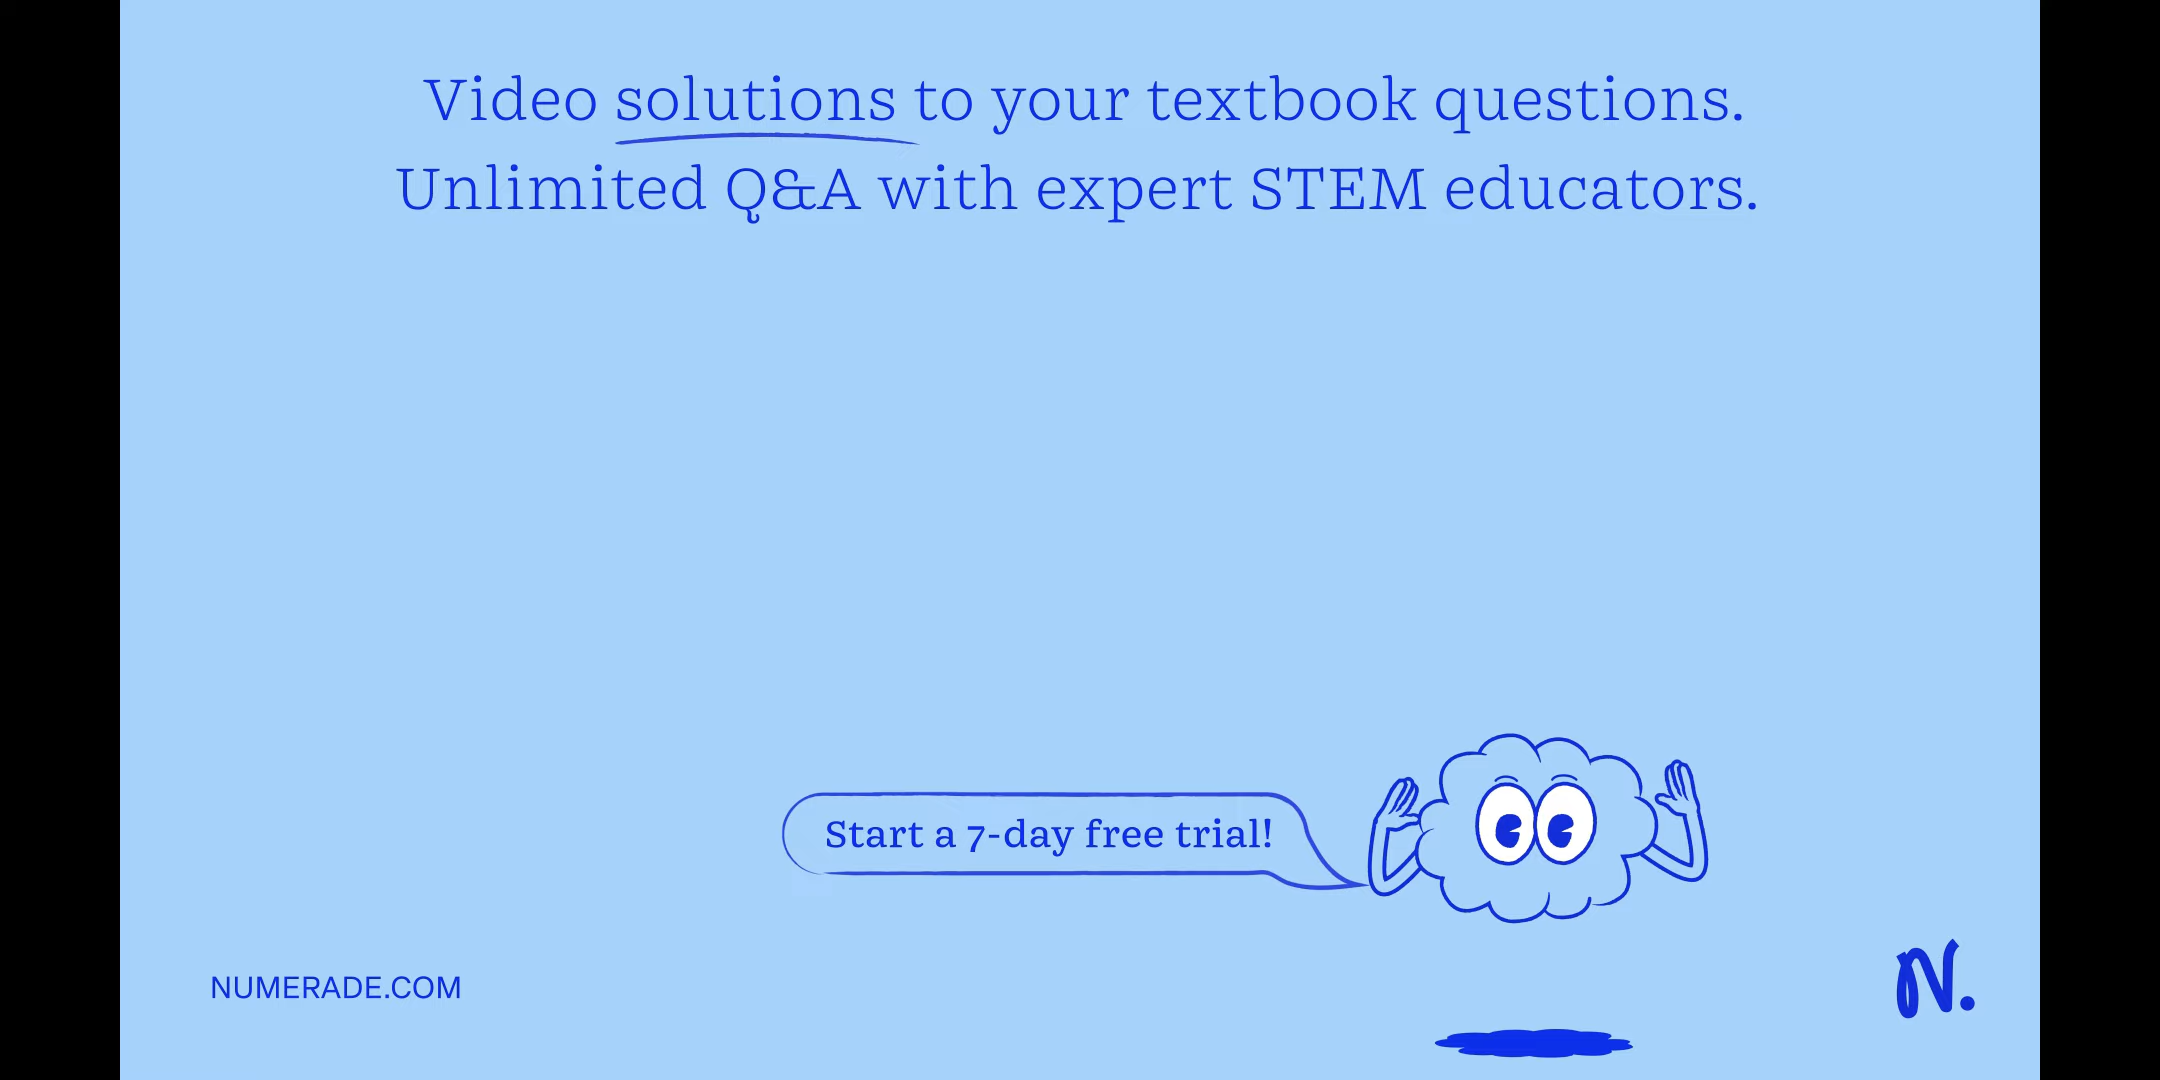 Video solutions to your textbook questions.
Unlimited Q&A with expert STEM educators.
Start a 7-day free trial!
NUMERADE.COM
N.